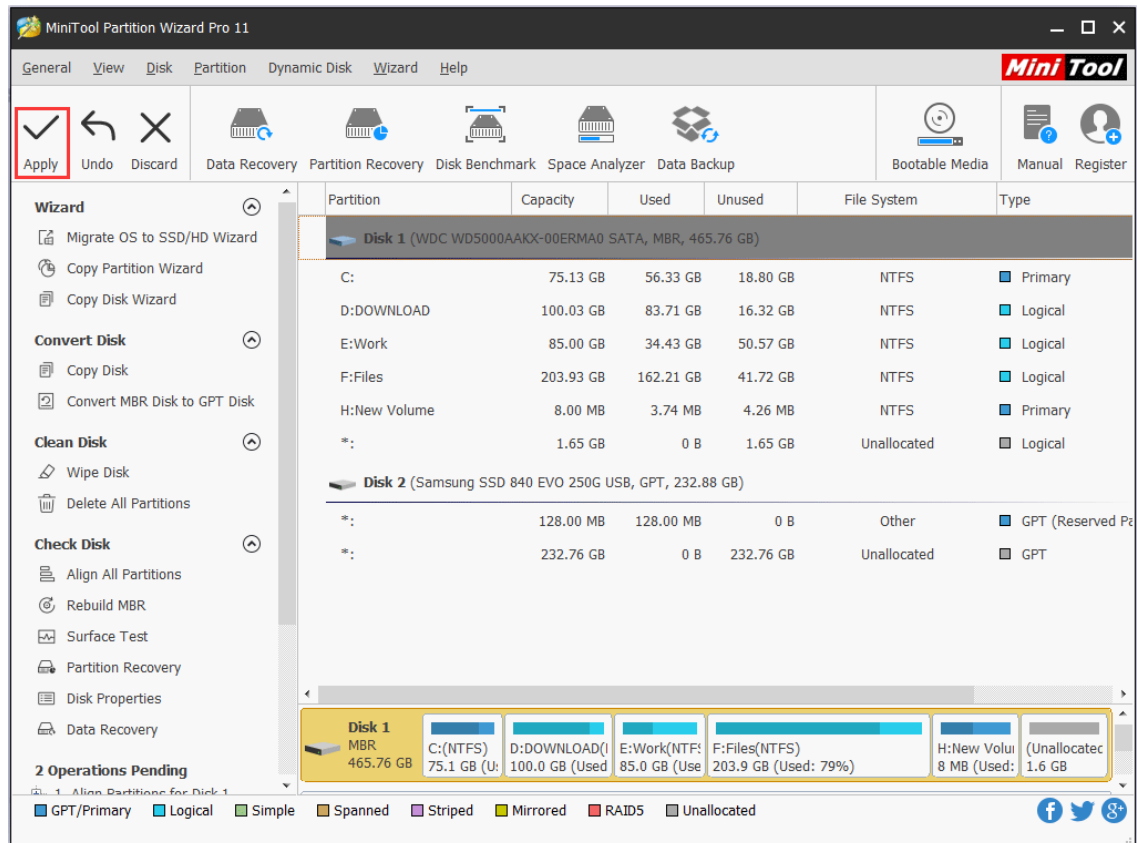 MiniTool Partition Wizard Pro 11
General View Disk Partition Dynamic Disk Wizard Help
Mini Tool
Apply Undo Discard Data Recovery Partition Recovery Disk Benchmark Space Analyzer Data Backup Bootable Media Manual Register
Wizard
Migrate OS to SSD/HD Wizard
Copy Partition Wizard
Copy Disk Wizard
Convert Disk
Copy Disk
Convert MBR Disk to GPT Disk
Clean Disk
Wipe Disk
Delete All Partitions
Check Disk
Align All Partitions
Rebuild MBR
Surface Test
Partition Recovery
Disk Properties
Data Recovery
2 Operations Pending
1. Align Partitions for Disk 1
Partition Capacity Used Unused File System Type
Disk 1 (WDC WD5000AAKX-00ERMA0 SATA, MBR, 465.76 GB)
C: 75.13 GB 56.33 GB 18.80 GB NTFS Primary
D:DOWNLOAD 100.03 GB 83.71 GB 16.32 GB NTFS Logical
E:Work 85.00 GB 34.43 GB 50.57 GB NTFS Logical
F:Files 203.93 GB 162.21 GB 41.72 GB NTFS Logical
H:New Volume 8.00 MB 3.74 MB 4.26 MB NTFS Primary
*: 1.65 GB 0 B 1.65 GB Unallocated Logical
Disk 2 (Samsung SSD 840 EVO 250G USB, GPT, 232.88 GB)
*: 128.00 MB 128.00 MB 0 B Other GPT (Reserved Pa
*: 232.76 GB 0 B 232.76 GB Unallocated GPT
Disk 1
MBR
465.76 GB
C:(NTFS)
75.1 GB (U:
D:DOWNLOAD(I
100.0 GB (Used
E:Work(NTF:
85.0 GB (Use
F:Files(NTFS)
203.9 GB (Used: 79%)
H:New Volu
8 MB (Used:
(Unallocatec
1.6 GB
GPT/Primary Logical Simple Spanned Striped Mirrored RAID5 Unallocated
f g+